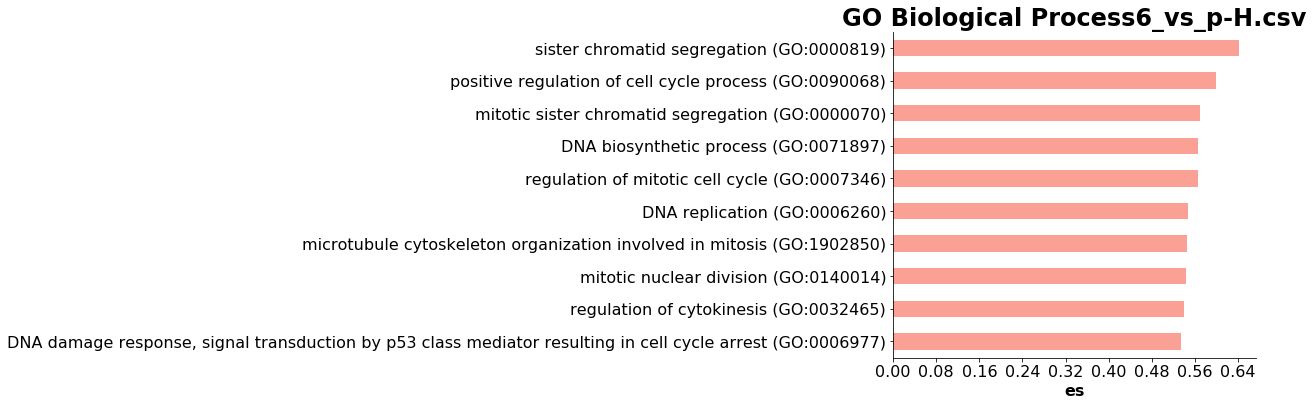 GO Biological Process6_vs_p-H.csv
sister chromatid segregation (GO:0000819)
positive regulation of cell cycle process (GO:0090068)
mitotic sister chromatid segregation (GO:0000070)
DNA biosynthetic process (GO:0071897)
regulation of mitotic cell cycle (GO:0007346)
DNA replication (GO:0006260)
microtubule cytoskeleton organization involved in mitosis (GO:1902850)
mitotic nuclear division (GO:0140014)
regulation of cytokinesis (GO:0032465)
DNA damage response, signal transduction by p53 class mediator resulting in cell cycle arrest (GO:0006977)
0.00 0.08 0.16 0.24 0.32 0.40 0.48 0.56 0.64
es